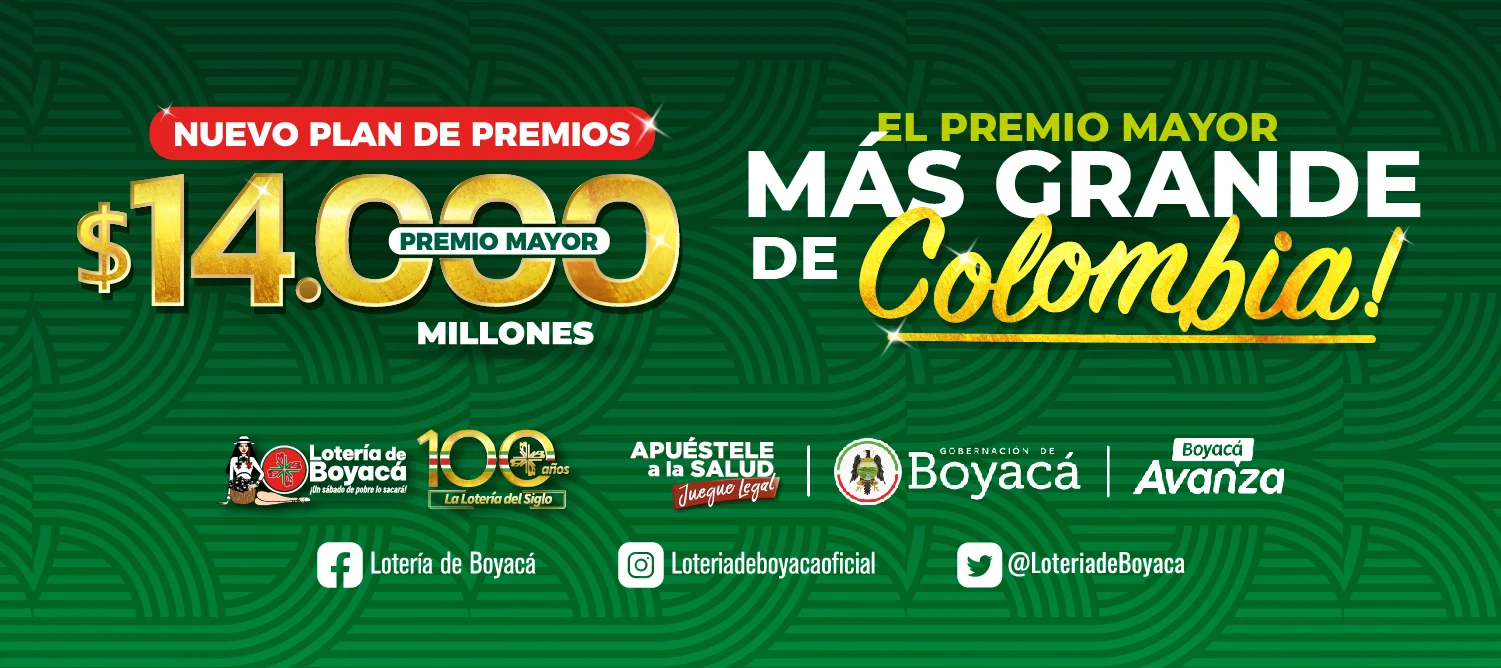 NUEVO PLAN DE PREMIOS
$14.000
PREMIO MAYOR
MILLONES
EL PREMIO MAYOR
MÁS GRANDE
DE Colombia!
Lotería de
Boyacá
¡Un sábado de pobre lo sacará!
100 años
La Lotería del Siglo
APUÉSTELE
a la SALUD
Juegue Legal
GOBERNACIÓN DE
Boyacá
Boyacá
Avanza
Lotería de Boyacá
Loteriadeboyacaoficial
@LoteriadeBoyaca